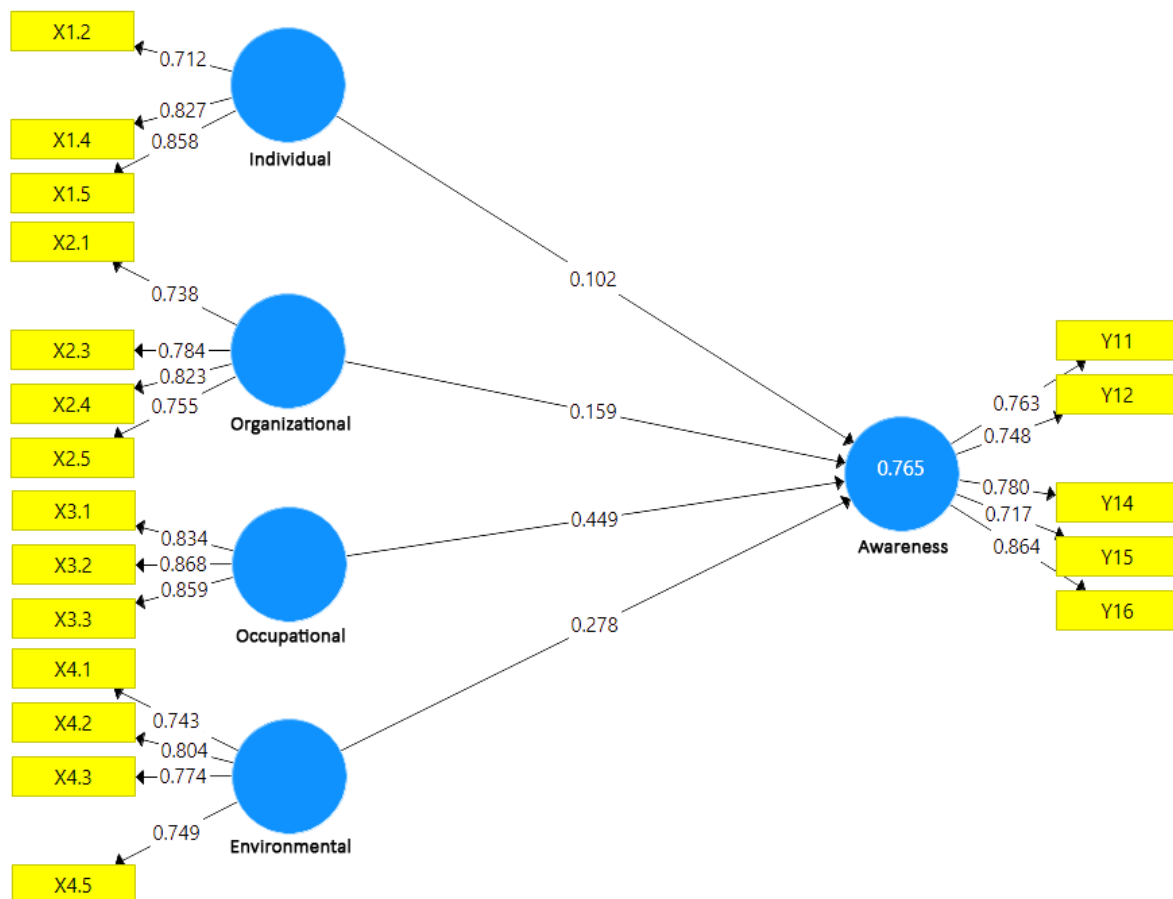 X1.2
0.712
0.827
X1.4
0.858
Individual
X1.5
X2.1
0.738
0.102
X2.3
0.784
0.823
X2.4
0.755
Organizational
X2.5
0.159
Y11
0.763
Y12
0.748
0.765
0.780
Y14
0.717
Awareness
0.864
Y15
Y16
X3.1
0.834
X3.2
0.868
0.859
X3.3
Occupational
0.449
0.278
X4.1
0.743
X4.2
0.804
X4.3
0.774
0.749
Environmental
X4.5